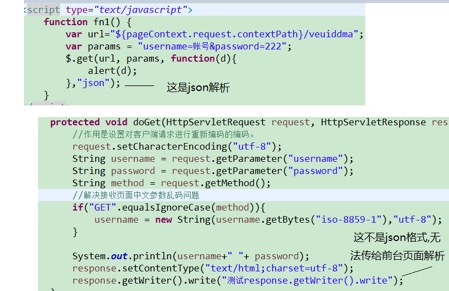 <script type="text/javascript">
function fn1() {
var url="${pageContext.request.contextPath}/veuiddma";
var params = "username=账号&password=222";
$.get(url, params, function(d){
alert(d);
},"json");
这是json解析
}
protected void doGet(HttpServletRequest request, HttpServletResponse res
//作用是设置对客户端请求进行重新编码的编码。
request.setCharacterEncoding("utf-8");
String username = request.getParameter("username");
String password = request.getParameter("password");
String method = request.getMethod();
//解决接收页面中文参数乱码问题
if("GET".equalsIgnoreCase(method)){
username = new String(username.getBytes("iso-8859-1"),"utf-8");
}
这不是json格式,无
法传给前台页面解析
System.out.println(username+" "+ password);
response.setContentType("text/html;charset=utf-8");
response.getWriter().write("测试response.getWriter().write");